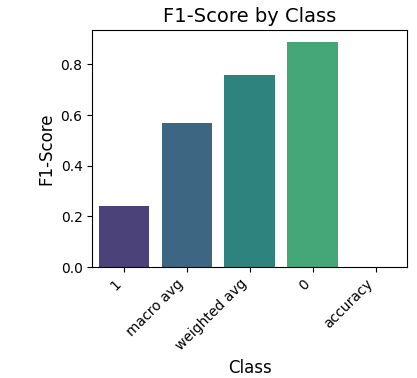 F1-Score by Class
F1-Score
0.8
0.6
0.4
0.2
0.0
1
macro avg
weighted avg
0
accuracy
Class